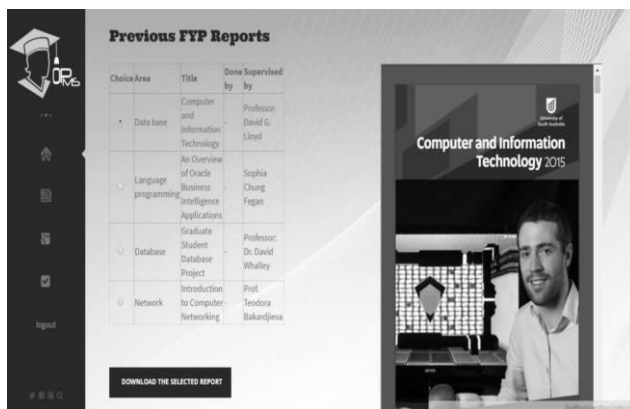 OPMS
Previous FYP Reports
Choice Area Title Done by Supervised by
Data base Computer and Information Technology - Professor David G. Lloyd
Language programming An Overview of Oracle Business Intelligence Applications - Sophia Chung Fegan
Database Graduate Student Database Project - Professor: Dr. David Whalley
Network Introduction to Computer Networking - Prof. Teodora Bakardjieva
DOWNLOAD THE SELECTED REPORT
logout
University of
South Australia
Computer and Information
Technology 2015